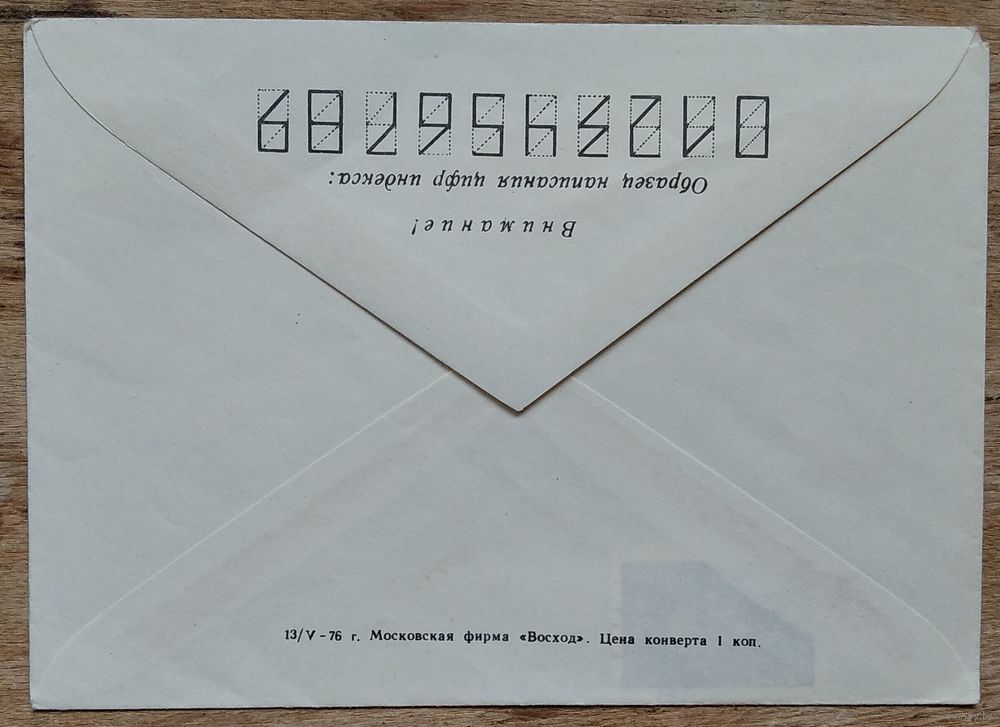 Внимание!
Образец написания цифр индекса:
0123456789
13/V-76 г. Московская фирма «Восход». Цена конверта 1 коп.